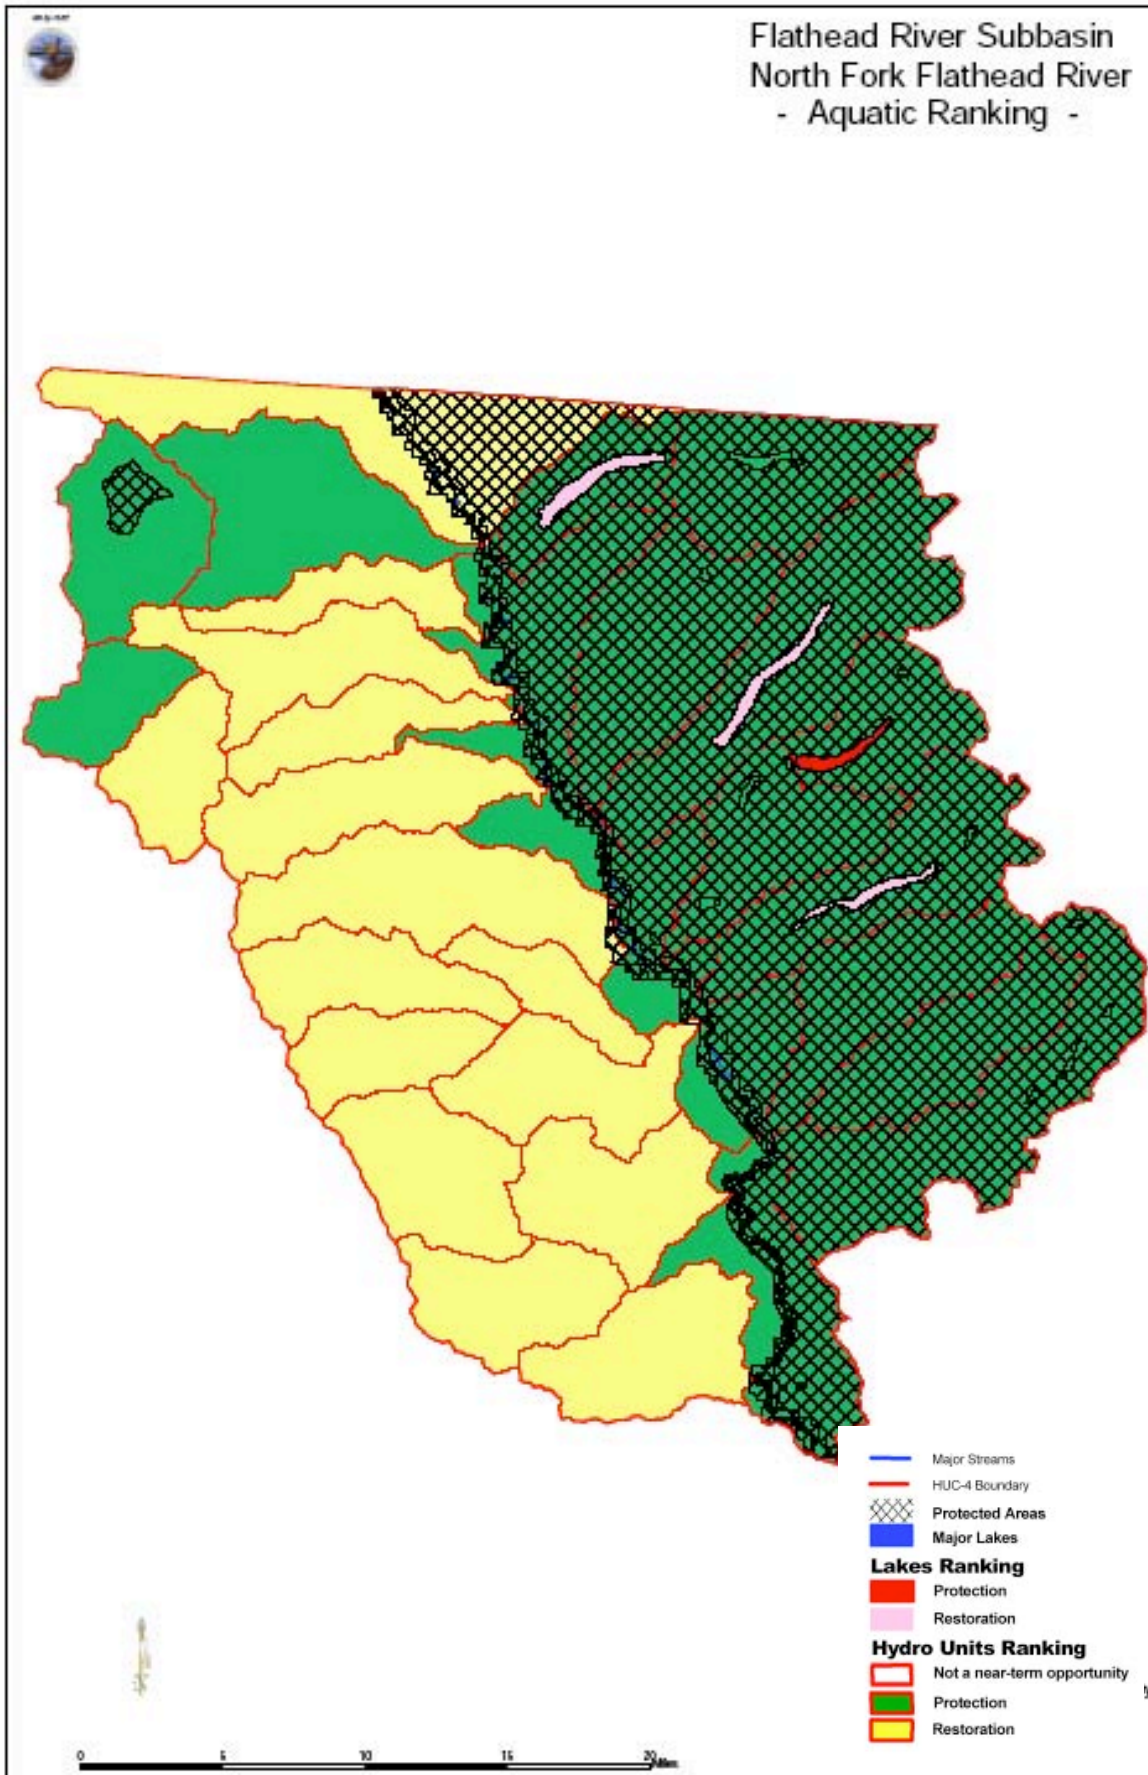 Flathead River Subbasin
North Fork Flathead River
- Aquatic Ranking -
Major Streams
HUC-4 Boundary
Protected Areas
Major Lakes
Lakes Ranking
Protection
Restoration
Hydro Units Ranking
Not a near-term opportunity
Protection
Restoration
0 5 10 15 20 Miles